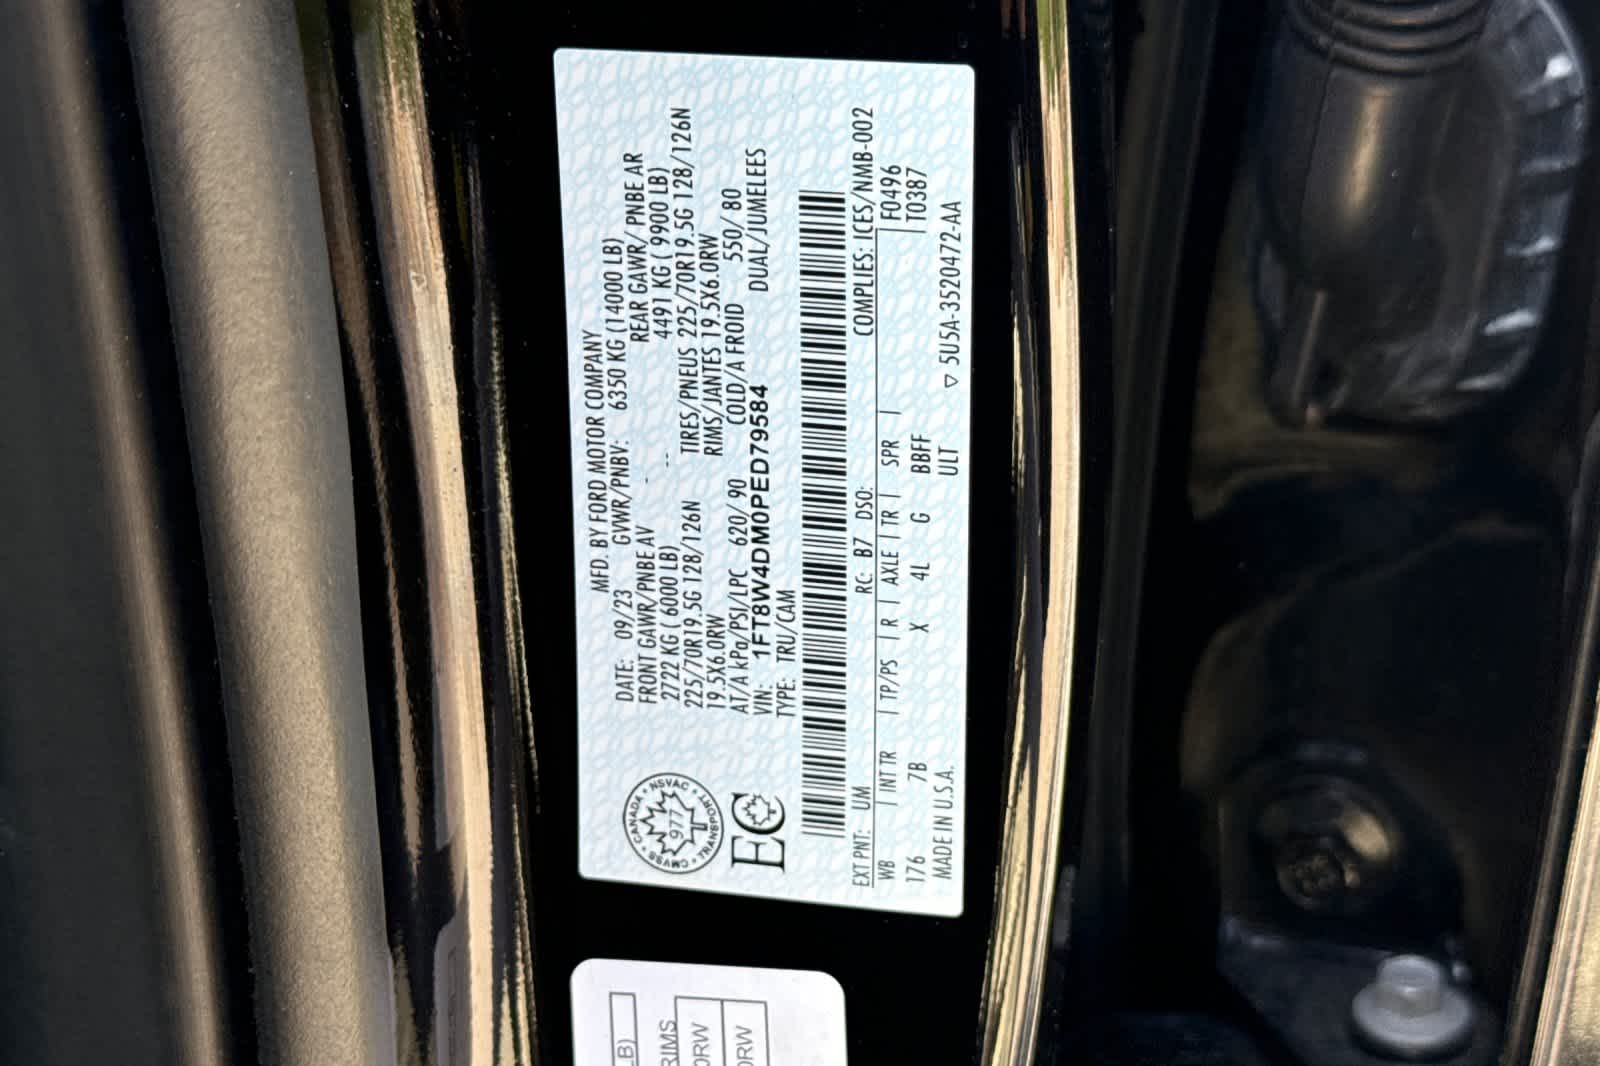 MFD. BY FORD MOTOR COMPANY
DATE: 09/23 GVWR/PNBV: 6350 KG (14000 LB)
FRONT GAWR/PNBE AV REAR GAWR/ PNBE AR
2722 KG ( 6000 LB) 4491 KG ( 9900 LB)
225/70R19.5G 128/126N TIRES/PNEUS 225/70R19.5G 128/126N
19.5X6.0RW RIMS/JANTES 19.5X6.0RW
AT/A kPa/PSI/LPC 620/ 90 COLD/A FROID 550/ 80
VIN: 1FT8W4DM0PED79584 DUAL/JUMELEES
TYPE: TRU/CAM
CANADA • NSVAC • TRANSPORT • CMVSS
977
EC
EXT PNT: UM RC: B7 DSO: COMPLIES: ICES/NMB-002
WB | INT TR | TP/PS | R | AXLE | TR | SPR | F0496
176 7B X 4L G BBFF T0387
MADE IN U.S.A. ULT ▽ 5U5A-3520472-AA
LB)
RIMS
0RW
0RW